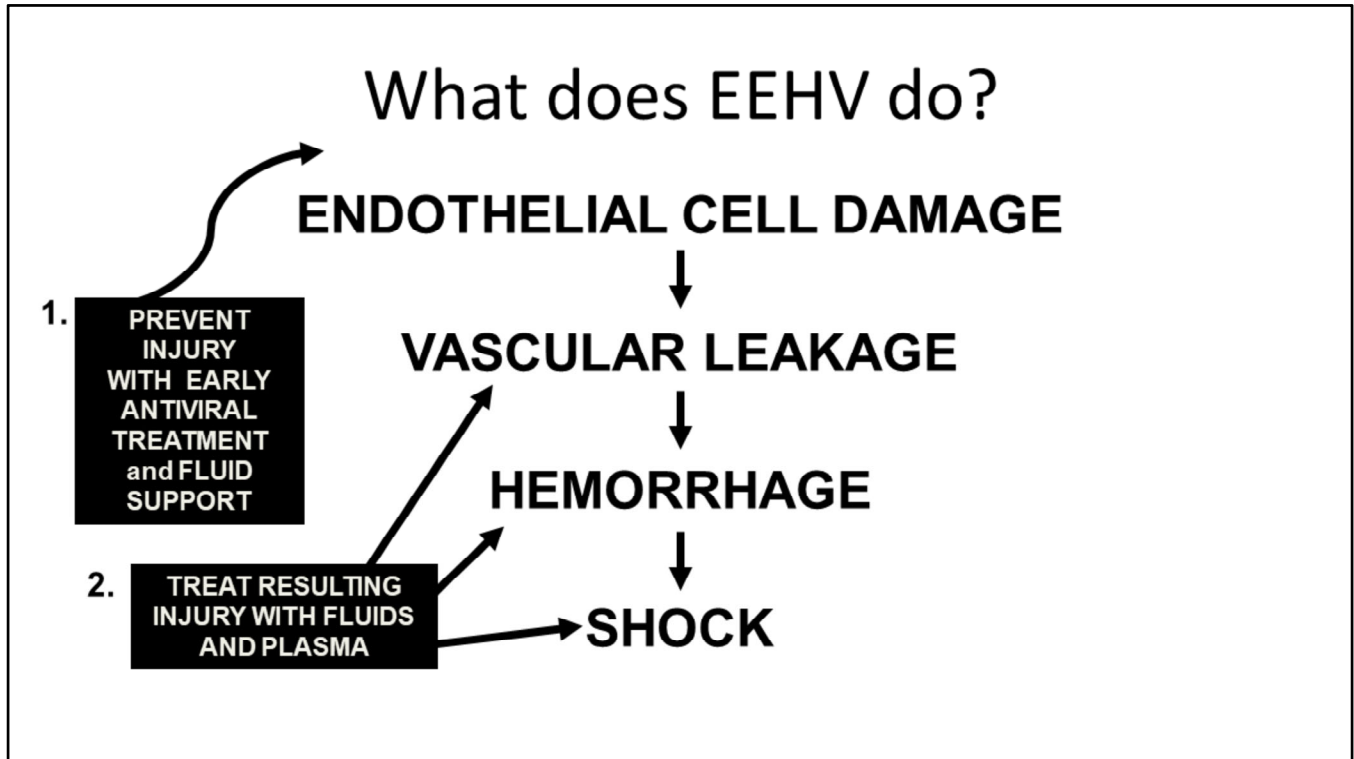 What does EEHV do?
ENDOTHELIAL CELL DAMAGE
1.
PREVENT
INJURY
WITH EARLY
ANTIVIRAL
TREATMENT
and FLUID
SUPPORT
VASCULAR LEAKAGE
HEMORRHAGE
2.
TREAT RESULTING
INJURY WITH FLUIDS
AND PLASMA
SHOCK